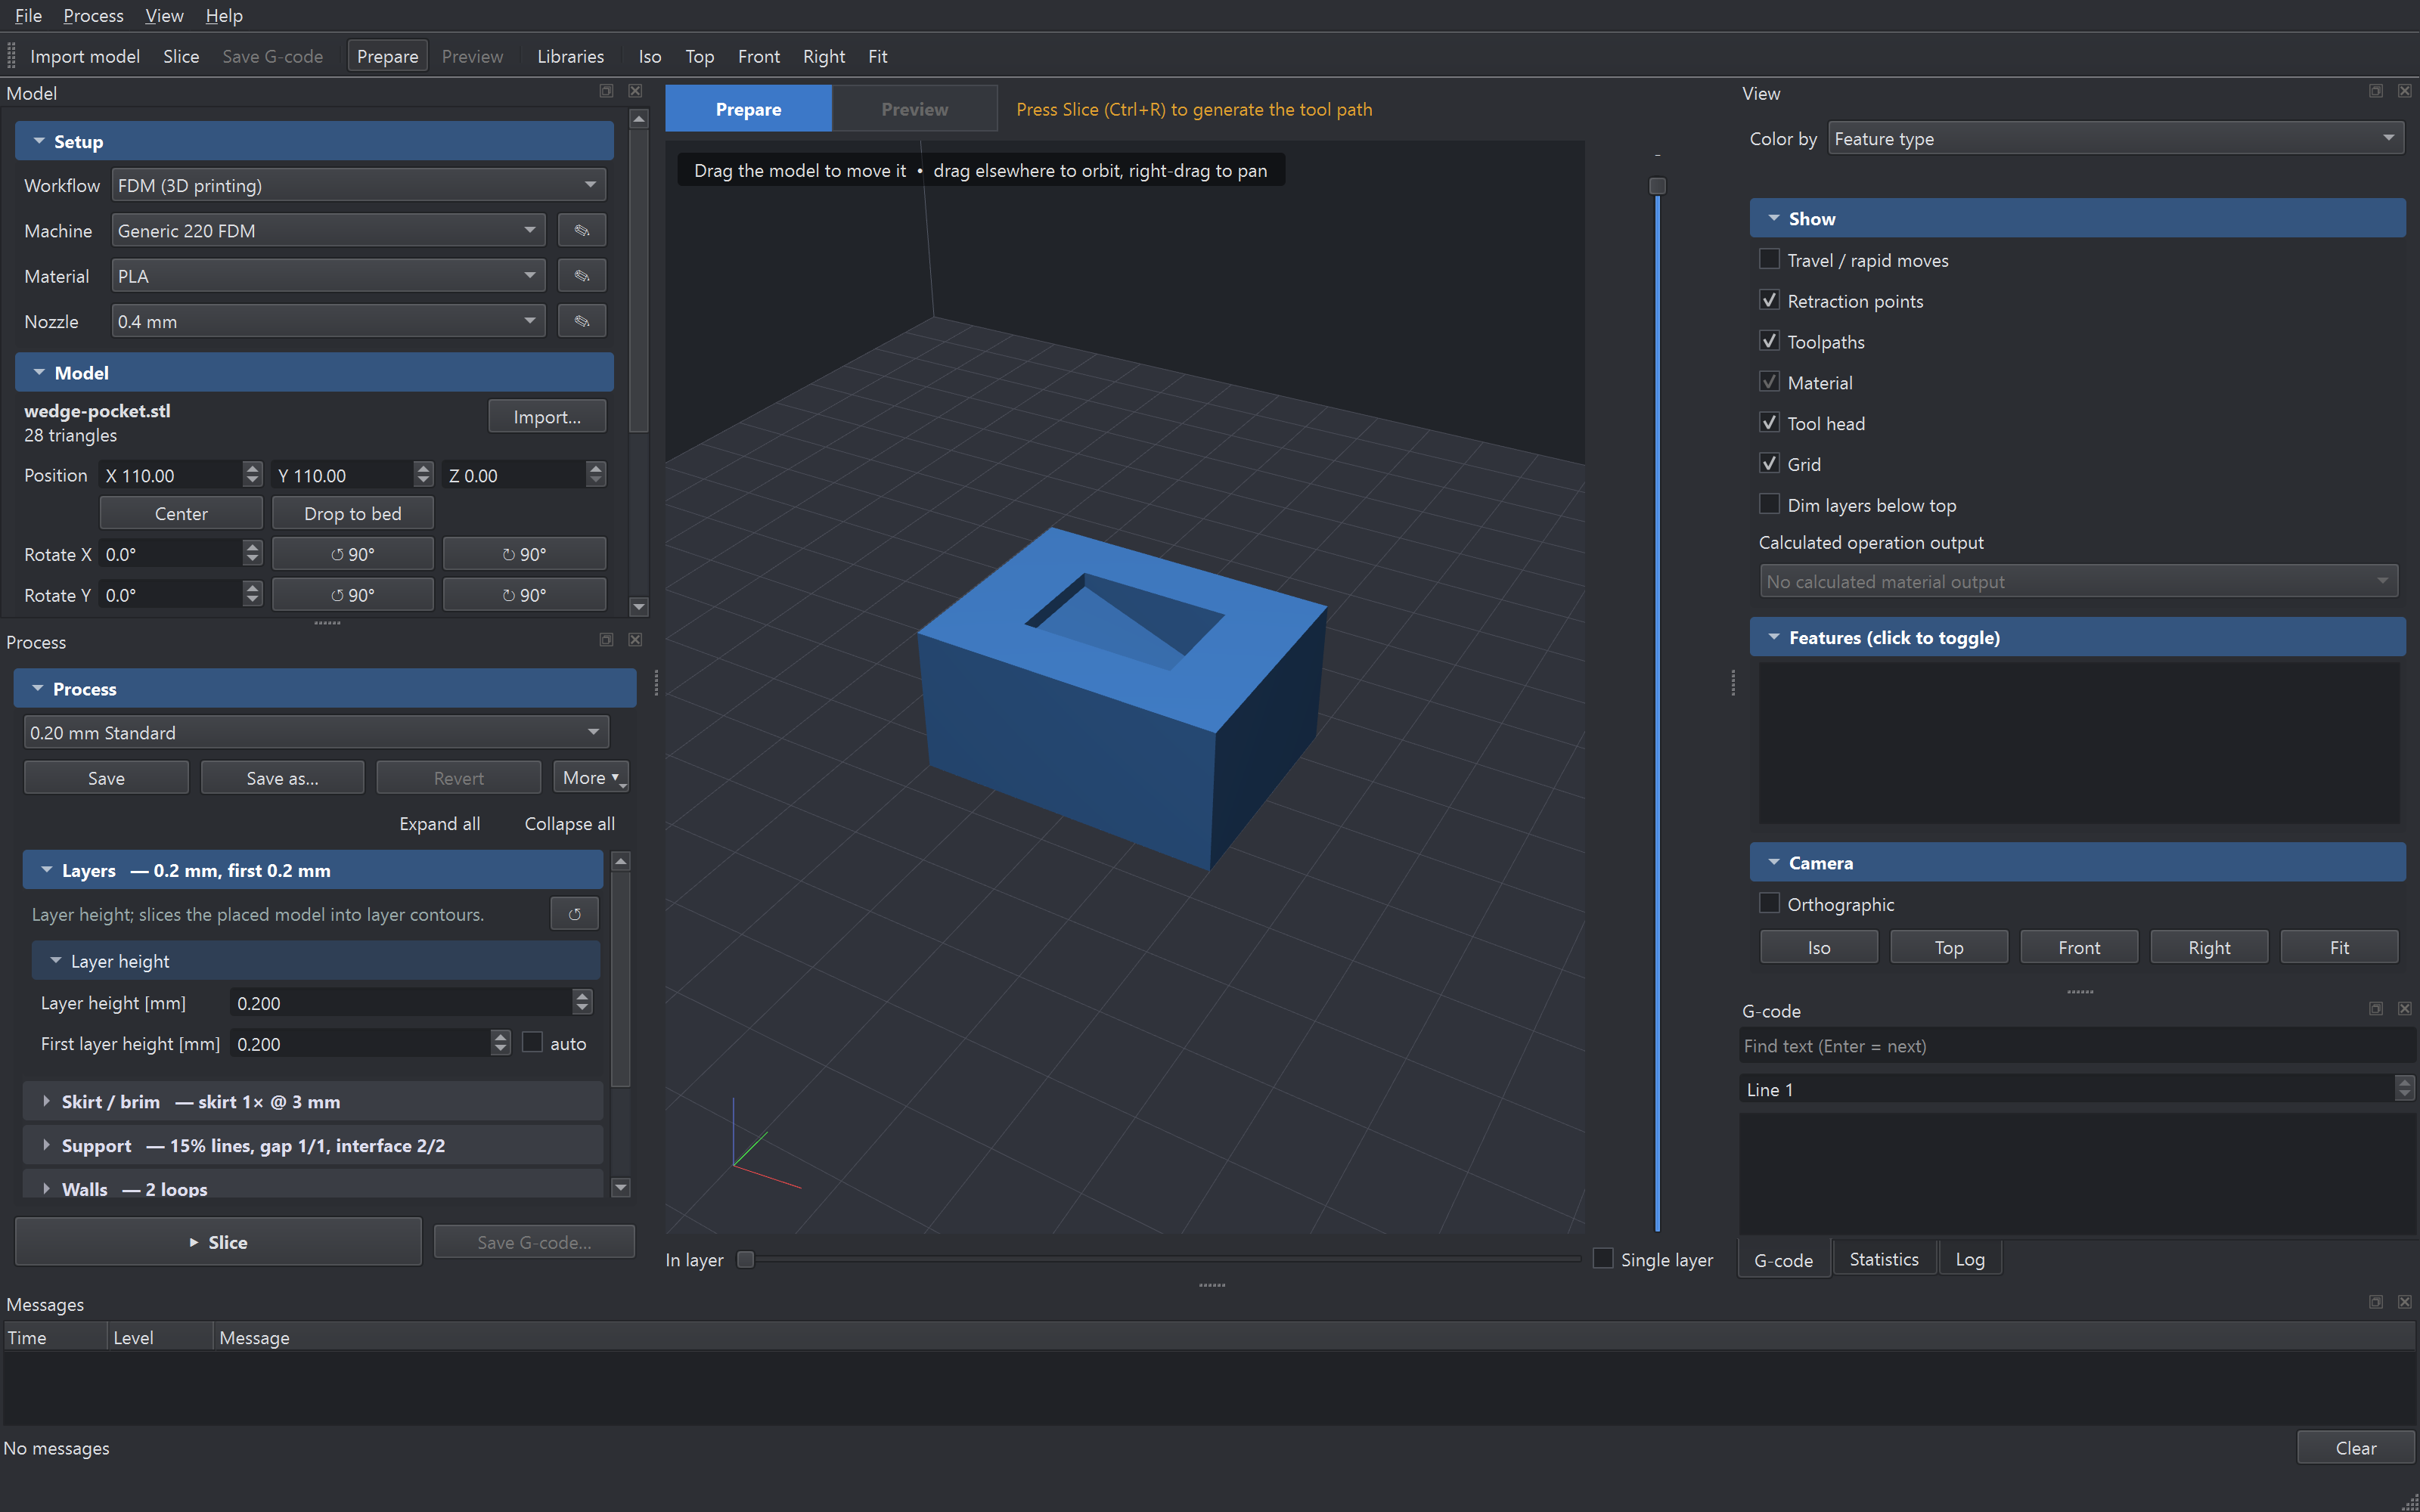 File Process View Help
Import model Slice Save G-code Prepare Preview Libraries Iso Top Front Right Fit
Model
Setup
Workflow FDM (3D printing)
Machine Generic 220 FDM
Material PLA
Nozzle 0.4 mm
Model
wedge-pocket.stl Import...
28 triangles
Position X 110.00 Y 110.00 Z 0.00
Center Drop to bed
Rotate X 0.0° ↺ 90° ↻ 90°
Rotate Y 0.0° ↺ 90° ↻ 90°
Process
Process
0.20 mm Standard
Save Save as... Revert More
Expand all Collapse all
Layers — 0.2 mm, first 0.2 mm
Layer height; slices the placed model into layer contours. ↺
Layer height
Layer height [mm] 0.200
First layer height [mm] 0.200 auto
Skirt / brim — skirt 1× @ 3 mm
Support — 15% lines, gap 1/1, interface 2/2
Walls — 2 loops
Slice Save G-code...
Prepare Preview Press Slice (Ctrl+R) to generate the tool path
Drag the model to move it • drag elsewhere to orbit, right-drag to pan
–
In layer Single layer
View
Color by Feature type
Show
Travel / rapid moves
Retraction points
Toolpaths
Material
Tool head
Grid
Dim layers below top
Calculated operation output
No calculated material output
Features (click to toggle)
Camera
Orthographic
Iso Top Front Right Fit
G-code
Find text (Enter = next)
Line 1
G-code Statistics Log
Messages
Time Level Message
No messages Clear